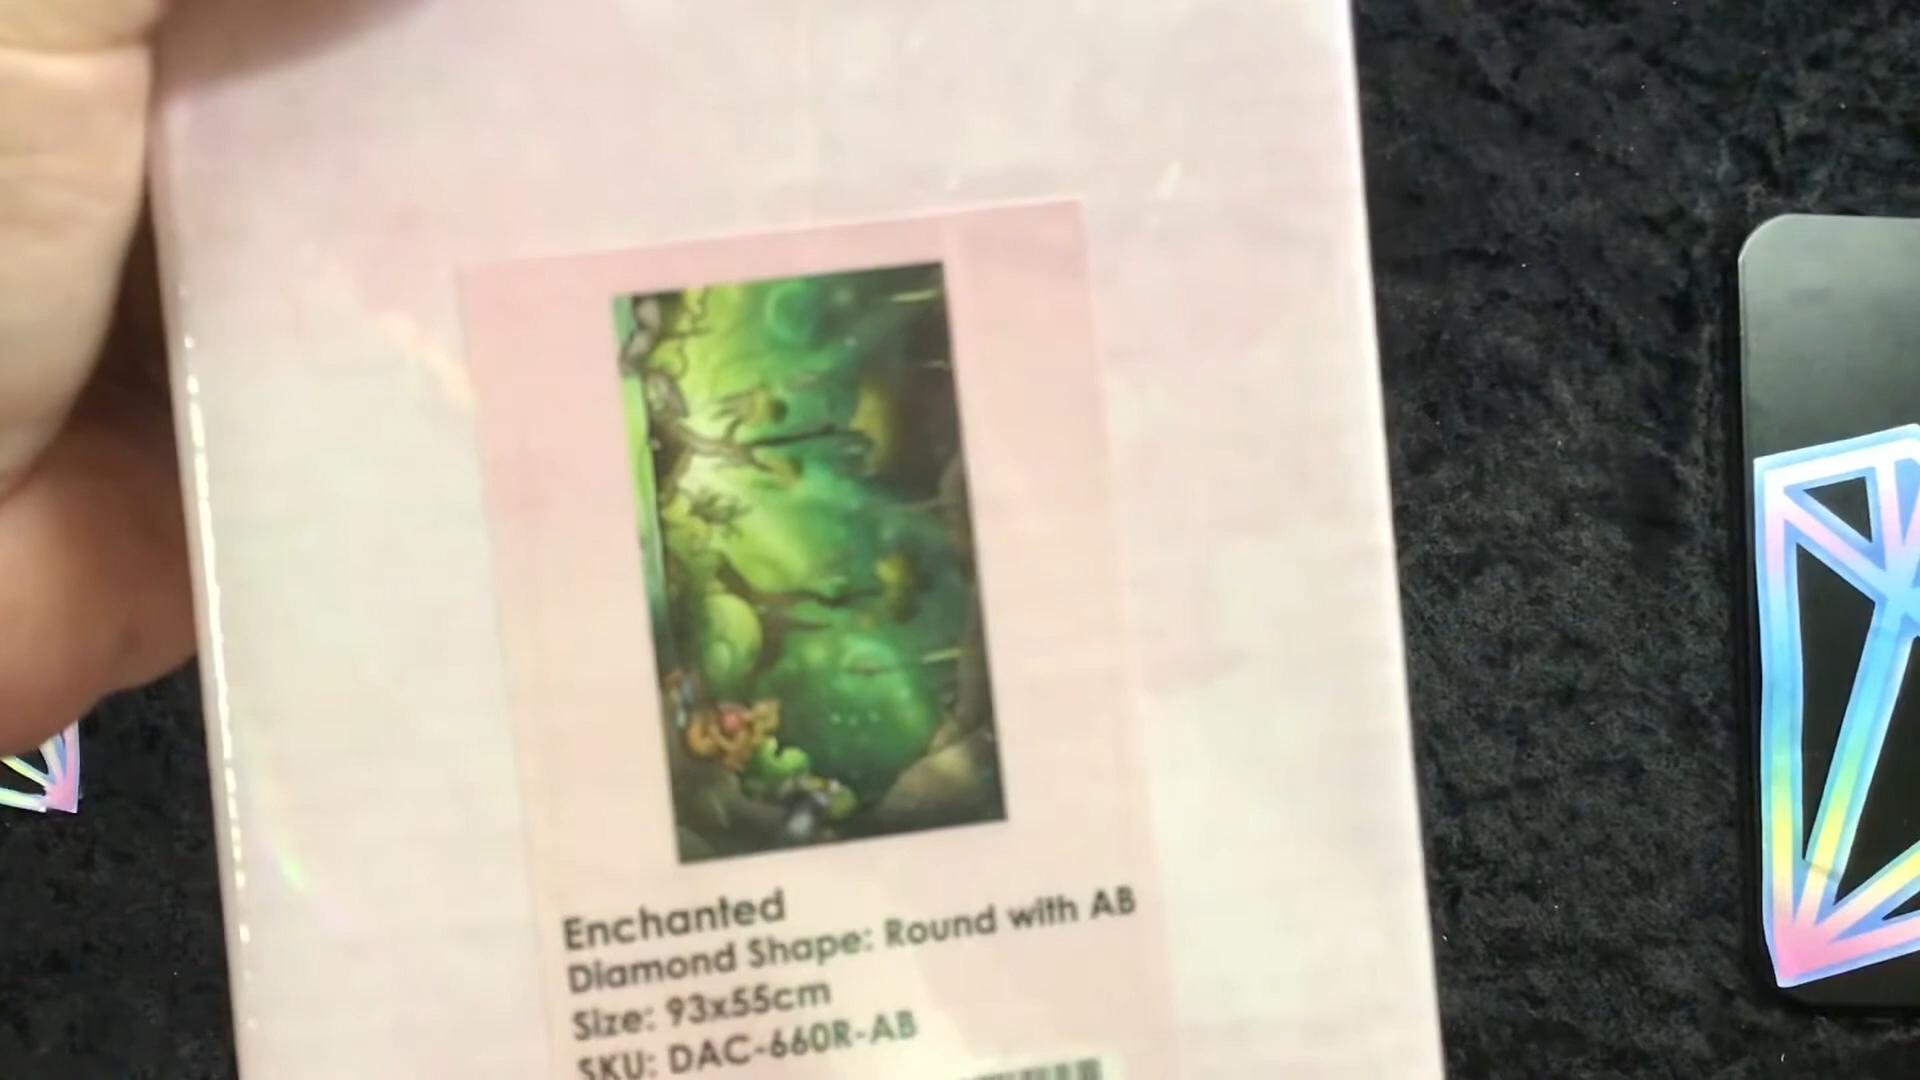 Enchanted
Diamond Shape: Round with AB
Size: 93x55cm
SKU: DAC-660R-AB